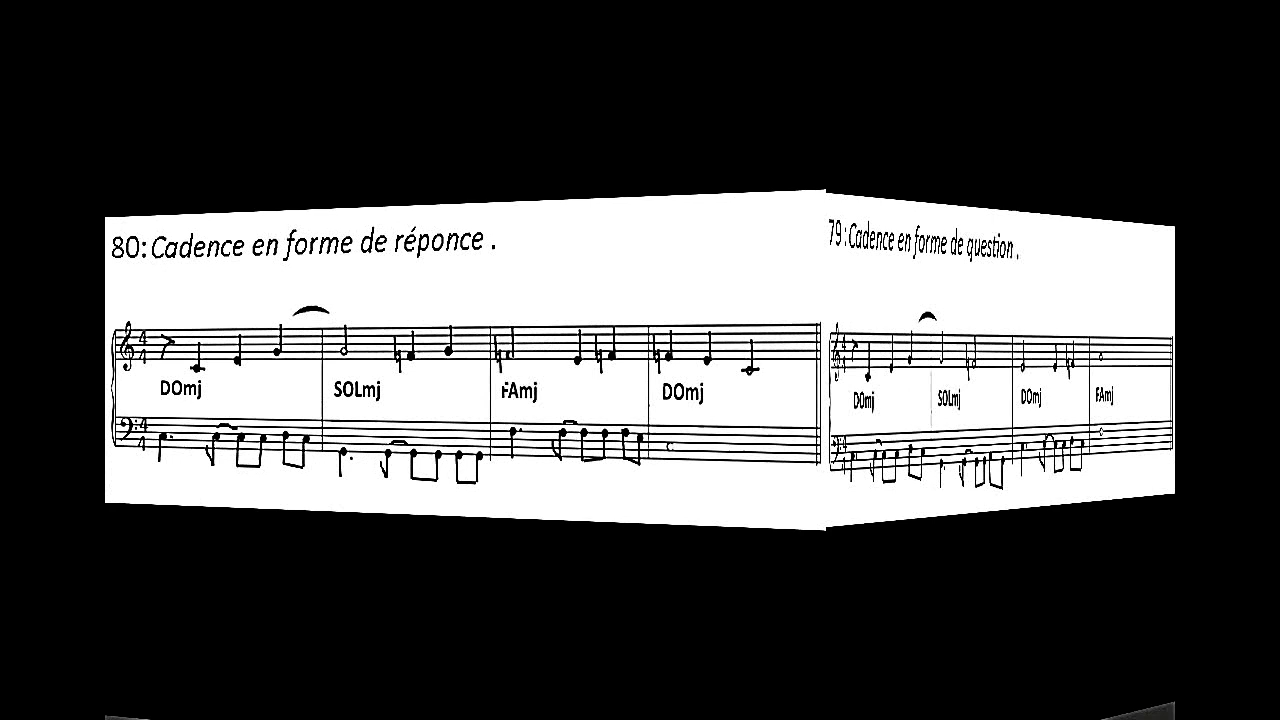 80: Cadence en forme de réponce .
DOmj SOLmj FAmj DOmj
79 : Cadence en forme de question .
DOmj SOLmj DOmj FAmj